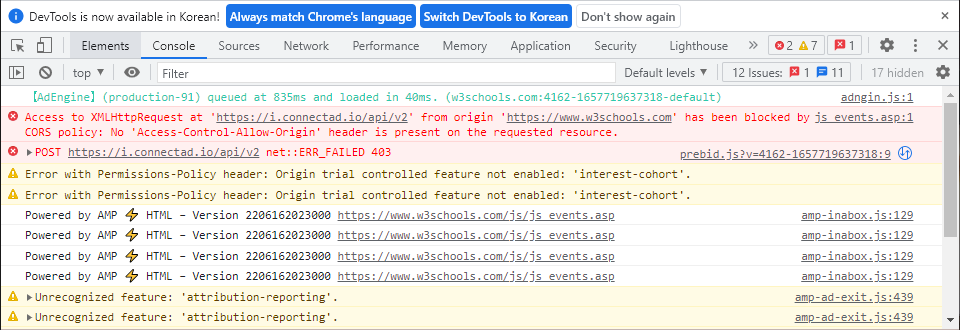 DevTools is now available in Korean! Always match Chrome's language Switch DevTools to Korean Don't show again
Elements Console Sources Network Performance Memory Application Security Lighthouse » 2 7 1
top ▼ Filter Default levels ▼ 12 Issues: 1 11 17 hidden
【AdEngine】(production-91) queued at 835ms and loaded in 40ms. (w3schools.com:4162-1657719637318-default) adngin.js:1
Access to XMLHttpRequest at 'https://i.connectad.io/api/v2' from origin 'https://www.w3schools.com' has been blocked by js_events.asp:1
CORS policy: No 'Access-Control-Allow-Origin' header is present on the requested resource.
▶POST https://i.connectad.io/api/v2 net::ERR_FAILED 403 prebid.js?v=4162-1657719637318:9
Error with Permissions-Policy header: Origin trial controlled feature not enabled: 'interest-cohort'.
Error with Permissions-Policy header: Origin trial controlled feature not enabled: 'interest-cohort'.
Powered by AMP ⚡ HTML – Version 2206162023000 https://www.w3schools.com/js/js_events.asp amp-inabox.js:129
Powered by AMP ⚡ HTML – Version 2206162023000 https://www.w3schools.com/js/js_events.asp amp-inabox.js:129
Powered by AMP ⚡ HTML – Version 2206162023000 https://www.w3schools.com/js/js_events.asp amp-inabox.js:129
Powered by AMP ⚡ HTML – Version 2206162023000 https://www.w3schools.com/js/js_events.asp amp-inabox.js:129
▶Unrecognized feature: 'attribution-reporting'. amp-ad-exit.js:439
▶Unrecognized feature: 'attribution-reporting'. amp-ad-exit.js:439